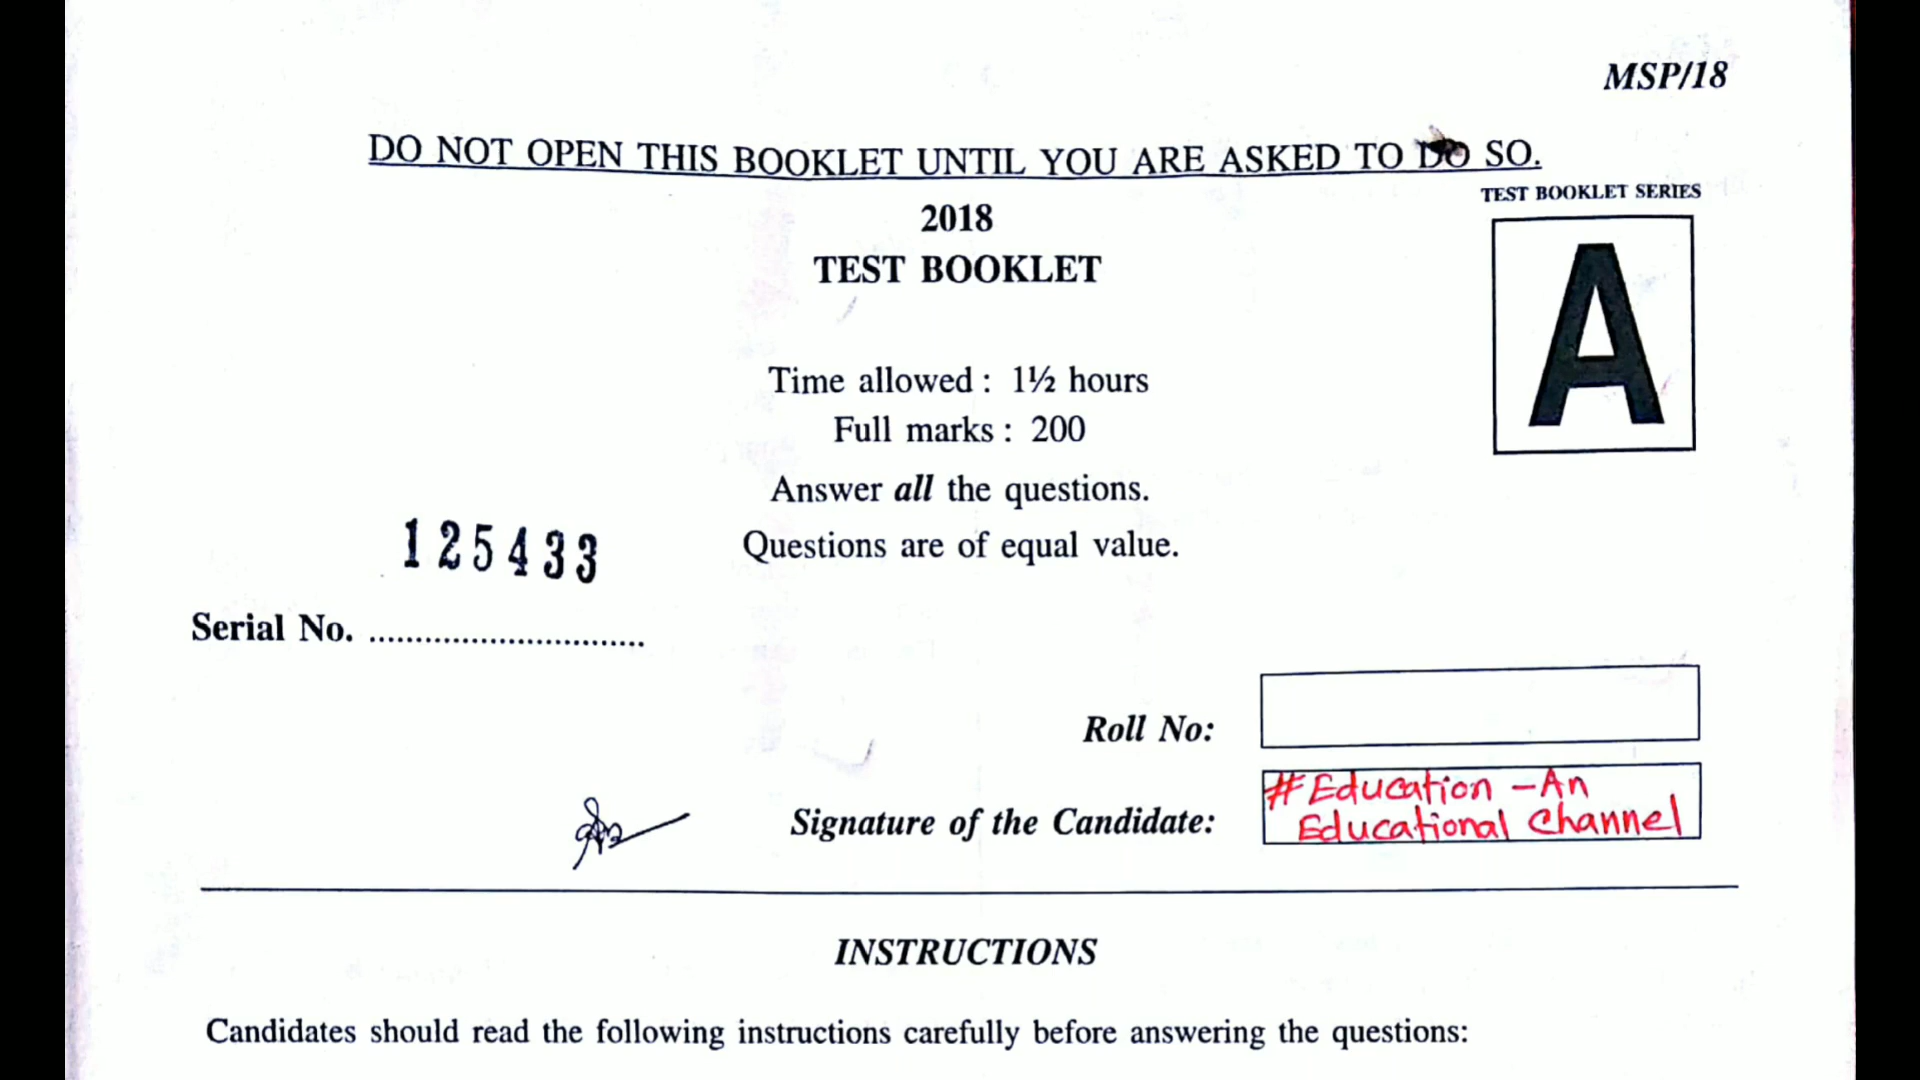 MSP/18
DO NOT OPEN THIS BOOKLET UNTIL YOU ARE ASKED TO DO SO.
TEST BOOKLET SERIES
2018
TEST BOOKLET
A
Time allowed : 1½ hours
Full marks : 200
Answer all the questions.
Questions are of equal value.
125433
Serial No. ..............................
Roll No:
Signature of the Candidate:
#Education -An
Educational Channel
INSTRUCTIONS
Candidates should read the following instructions carefully before answering the questions: